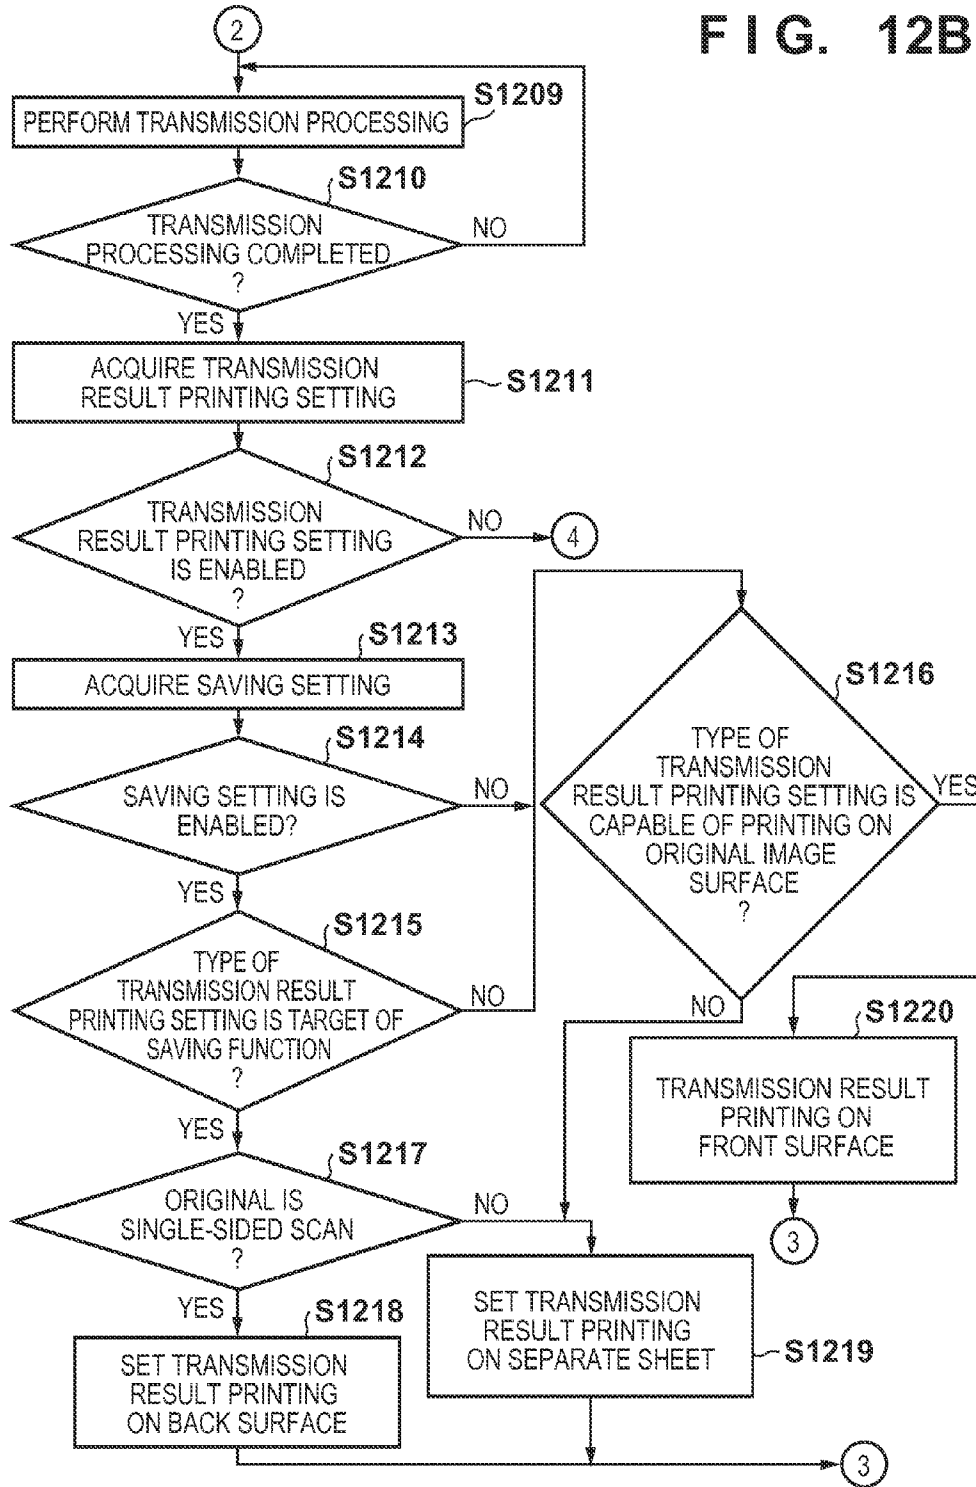 FIG. 12B
2
S1209
PERFORM TRANSMISSION PROCESSING
S1210
TRANSMISSION
PROCESSING COMPLETED
?
NO
YES
ACQUIRE TRANSMISSION
RESULT PRINTING SETTING
S1211
S1212
TRANSMISSION
RESULT PRINTING SETTING
IS ENABLED
?
NO
4
YES
S1213
ACQUIRE SAVING SETTING
S1214
SAVING SETTING IS
ENABLED?
NO
YES
S1215
TYPE OF
TRANSMISSION RESULT
PRINTING SETTING IS TARGET OF
SAVING FUNCTION
?
NO
YES
S1216
TYPE OF
TRANSMISSION
RESULT PRINTING SETTING IS
CAPABLE OF PRINTING ON
ORIGINAL IMAGE
SURFACE
?
YES
NO
S1220
TRANSMISSION RESULT
PRINTING ON
FRONT SURFACE
3
S1217
ORIGINAL IS
SINGLE-SIDED SCAN
?
NO
YES
S1218
SET TRANSMISSION
RESULT PRINTING
ON BACK SURFACE
SET TRANSMISSION
RESULT PRINTING
ON SEPARATE SHEET
S1219
3